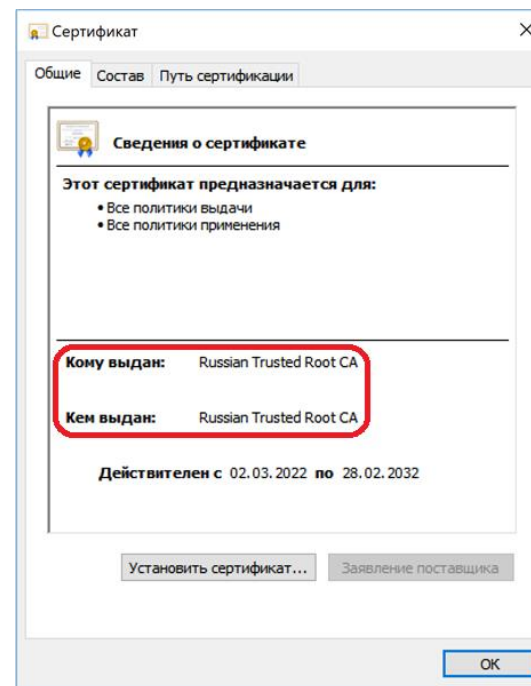 Сертификат
Общие Состав Путь сертификации
Сведения о сертификате
Этот сертификат предназначается для:
• Все политики выдачи
• Все политики применения
Кому выдан: Russian Trusted Root CA
Кем выдан: Russian Trusted Root CA
Действителен с 02.03.2022 по 28.02.2032
Установить сертификат... Заявление поставщика
ОК